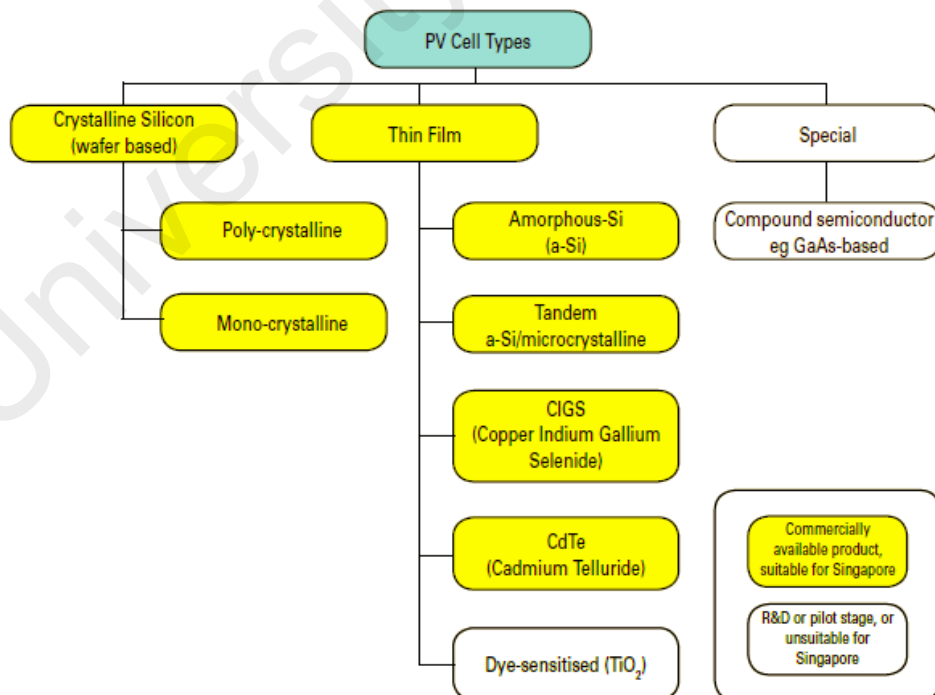 PV Cell Types
Crystalline Silicon
(wafer based)
Thin Film
Special
Poly-crystalline
Mono-crystalline
Amorphous-Si
(a-Si)
Tandem
a-Si/microcrystalline
CIGS
(Copper Indium Gallium
Selenide)
CdTe
(Cadmium Telluride)
Dye-sensitised (TiO₂)
Compound semiconductor
eg GaAs-based
Commercially
available product,
suitable for Singapore
R&D or pilot stage, or
unsuitable for
Singapore
University